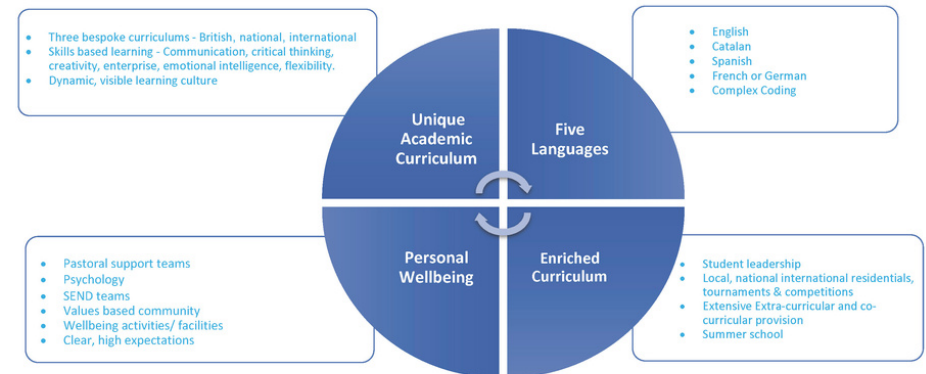 • Three bespoke curriculums - British, national, international
• Skills based learning - Communication, critical thinking,
creativity, enterprise, emotional intelligence, flexibility.
• Dynamic, visible learning culture
• English
• Catalan
• Spanish
• French or German
• Complex Coding
Unique
Academic
Curriculum
Five
Languages
Personal
Wellbeing
Enriched
Curriculum
• Pastoral support teams
• Psychology
• SEND teams
• Values based community
• Wellbeing activities/ facilities
• Clear, high expectations
• Student leadership
• Local, national international residentials,
tournaments & competitions
• Extensive Extra-curricular and co-
curricular provision
• Summer school